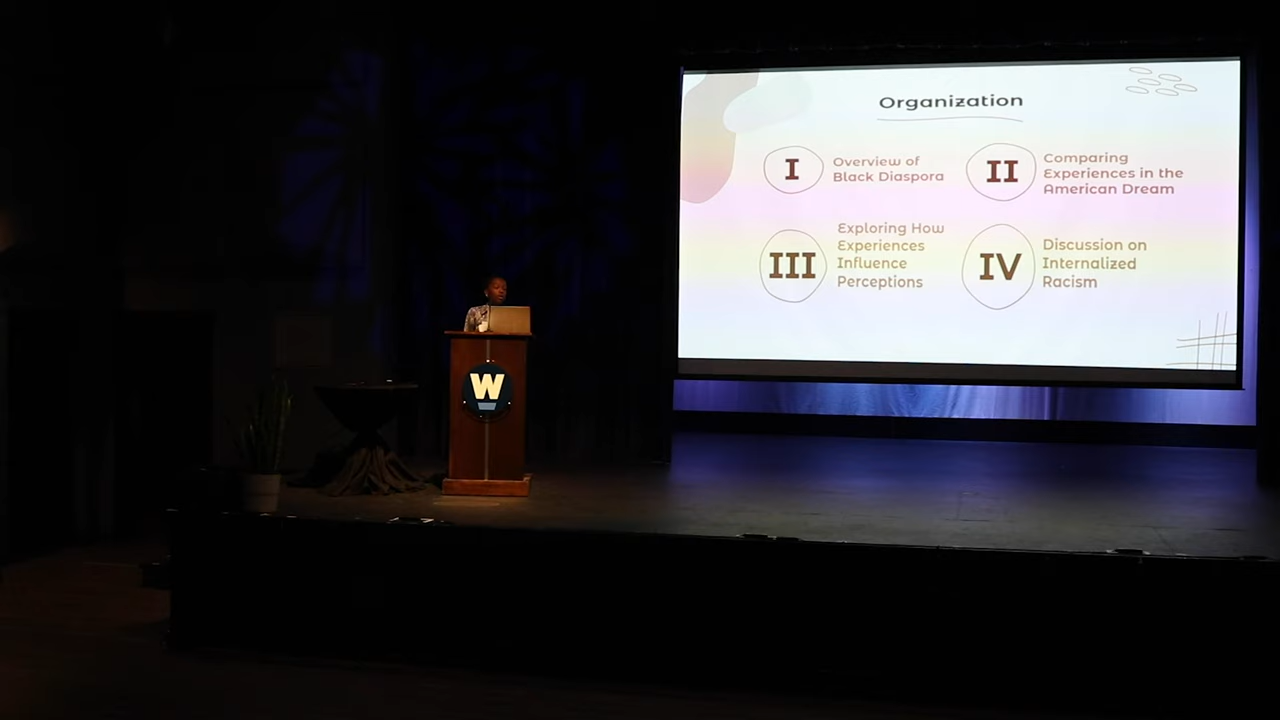 Organization
I
Overview of
Black Diaspora
II
Comparing
Experiences in the
American Dream
III
Exploring How
Experiences
Influence
Perceptions
IV
Discussion on
Internalized
Racism
W